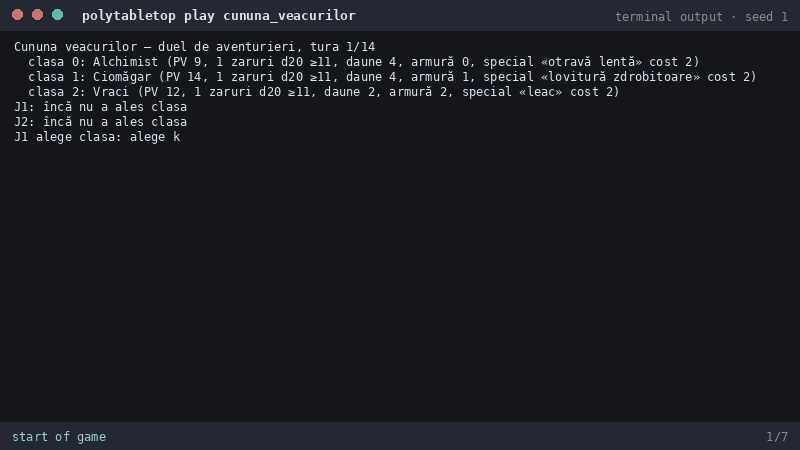 polytabletop play cununa_veacurilor
terminal output · seed 1
Cununa veacurilor — duel de aventurieri, tura 1/14
clasa 0: Alchimist (PV 9, 1 zaruri d20 ≥11, daune 4, armură 0, special «otravă lentă» cost 2)
clasa 1: Ciomăgar (PV 14, 1 zaruri d20 ≥11, daune 4, armură 1, special «lovitură zdrobitoare» cost 2)
clasa 2: Vraci (PV 12, 1 zaruri d20 ≥11, daune 2, armură 2, special «leac» cost 2)
J1: încă nu a ales clasa
J2: încă nu a ales clasa
J1 alege clasa: alege k
start of game
1/7